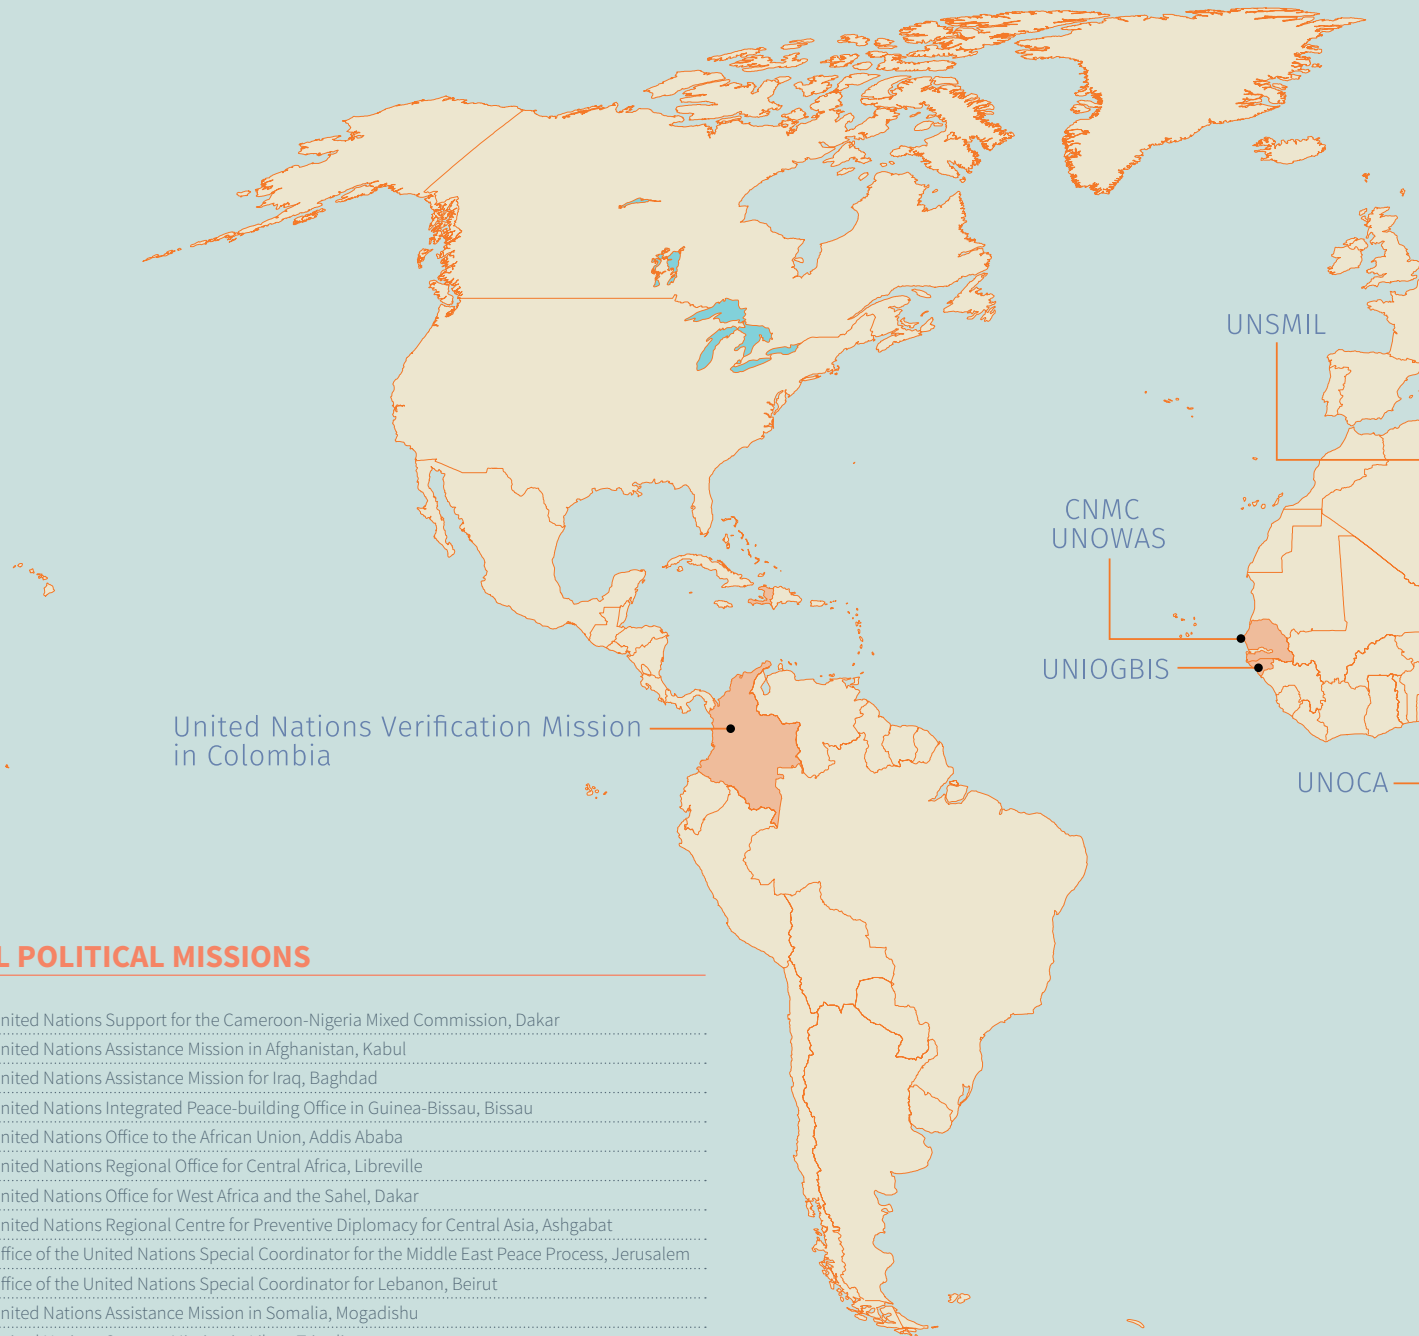 UNSMIL
CNMC
UNOWAS
UNIOGBIS
United Nations Verification Mission
in Colombia
UNOCA
L POLITICAL MISSIONS
nited Nations Support for the Cameroon-Nigeria Mixed Commission, Dakar
nited Nations Assistance Mission in Afghanistan, Kabul
nited Nations Assistance Mission for Iraq, Baghdad
nited Nations Integrated Peace-building Office in Guinea-Bissau, Bissau
nited Nations Office to the African Union, Addis Ababa
nited Nations Regional Office for Central Africa, Libreville
nited Nations Office for West Africa and the Sahel, Dakar
nited Nations Regional Centre for Preventive Diplomacy for Central Asia, Ashgabat
ffice of the United Nations Special Coordinator for the Middle East Peace Process, Jerusalem
ffice of the United Nations Special Coordinator for Lebanon, Beirut
nited Nations Assistance Mission in Somalia, Mogadishu